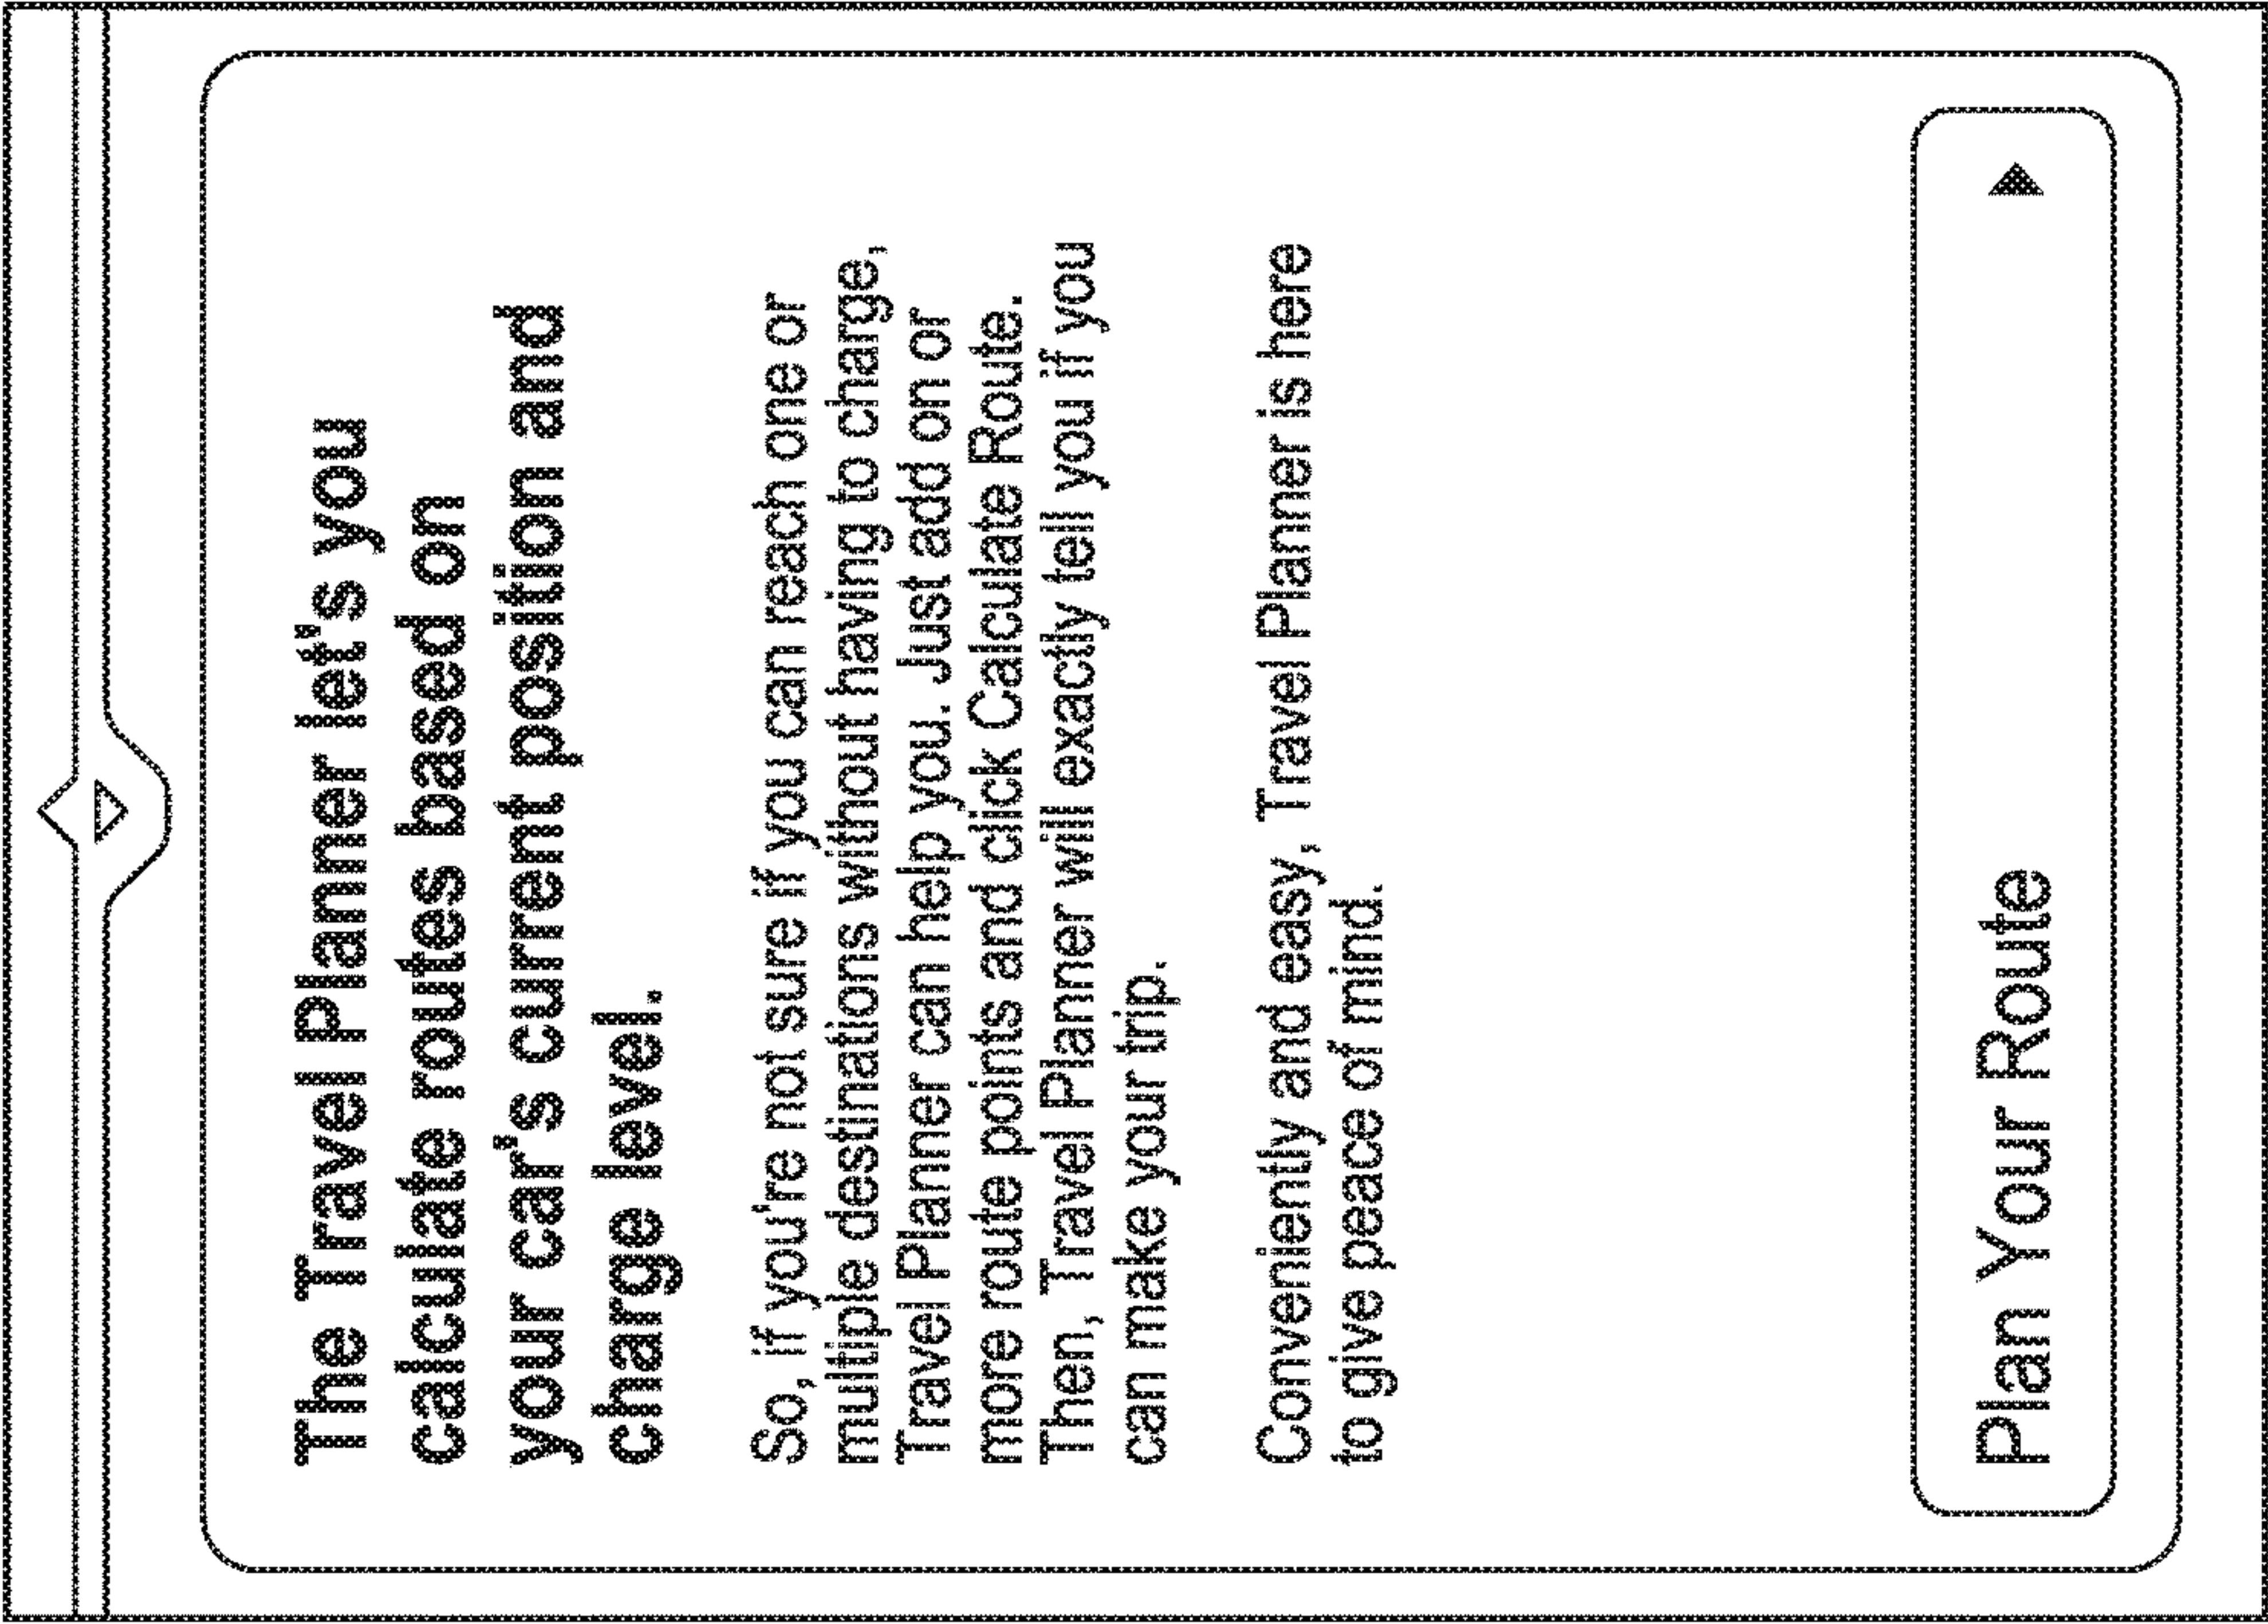 The Travel Planner let's you
calculate routes based on
your car's current position and
charge level.
So, if you're not sure if you can reach one or
multiple destinations without having to charge,
Travel Planner can help you. Just add on or
more route points and click Calculate Route.
Then, Travel Planner will exactly tell you if you
can make your trip.
Conveniently and easy, Travel Planner is here
to give peace of mind.
Plan Your Route